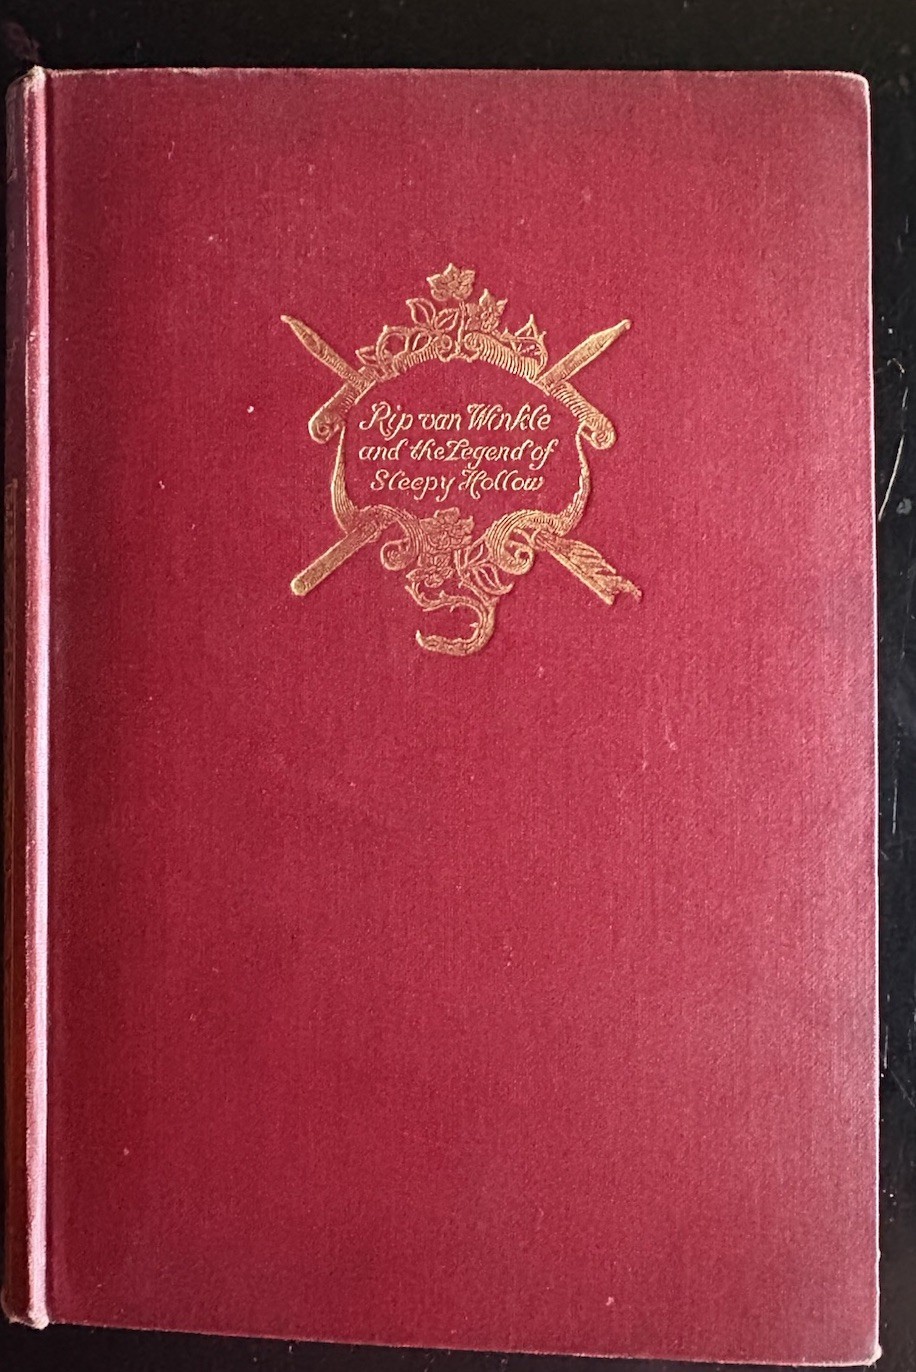 Rip van Winkle
and the Legend of
Sleepy Hollow